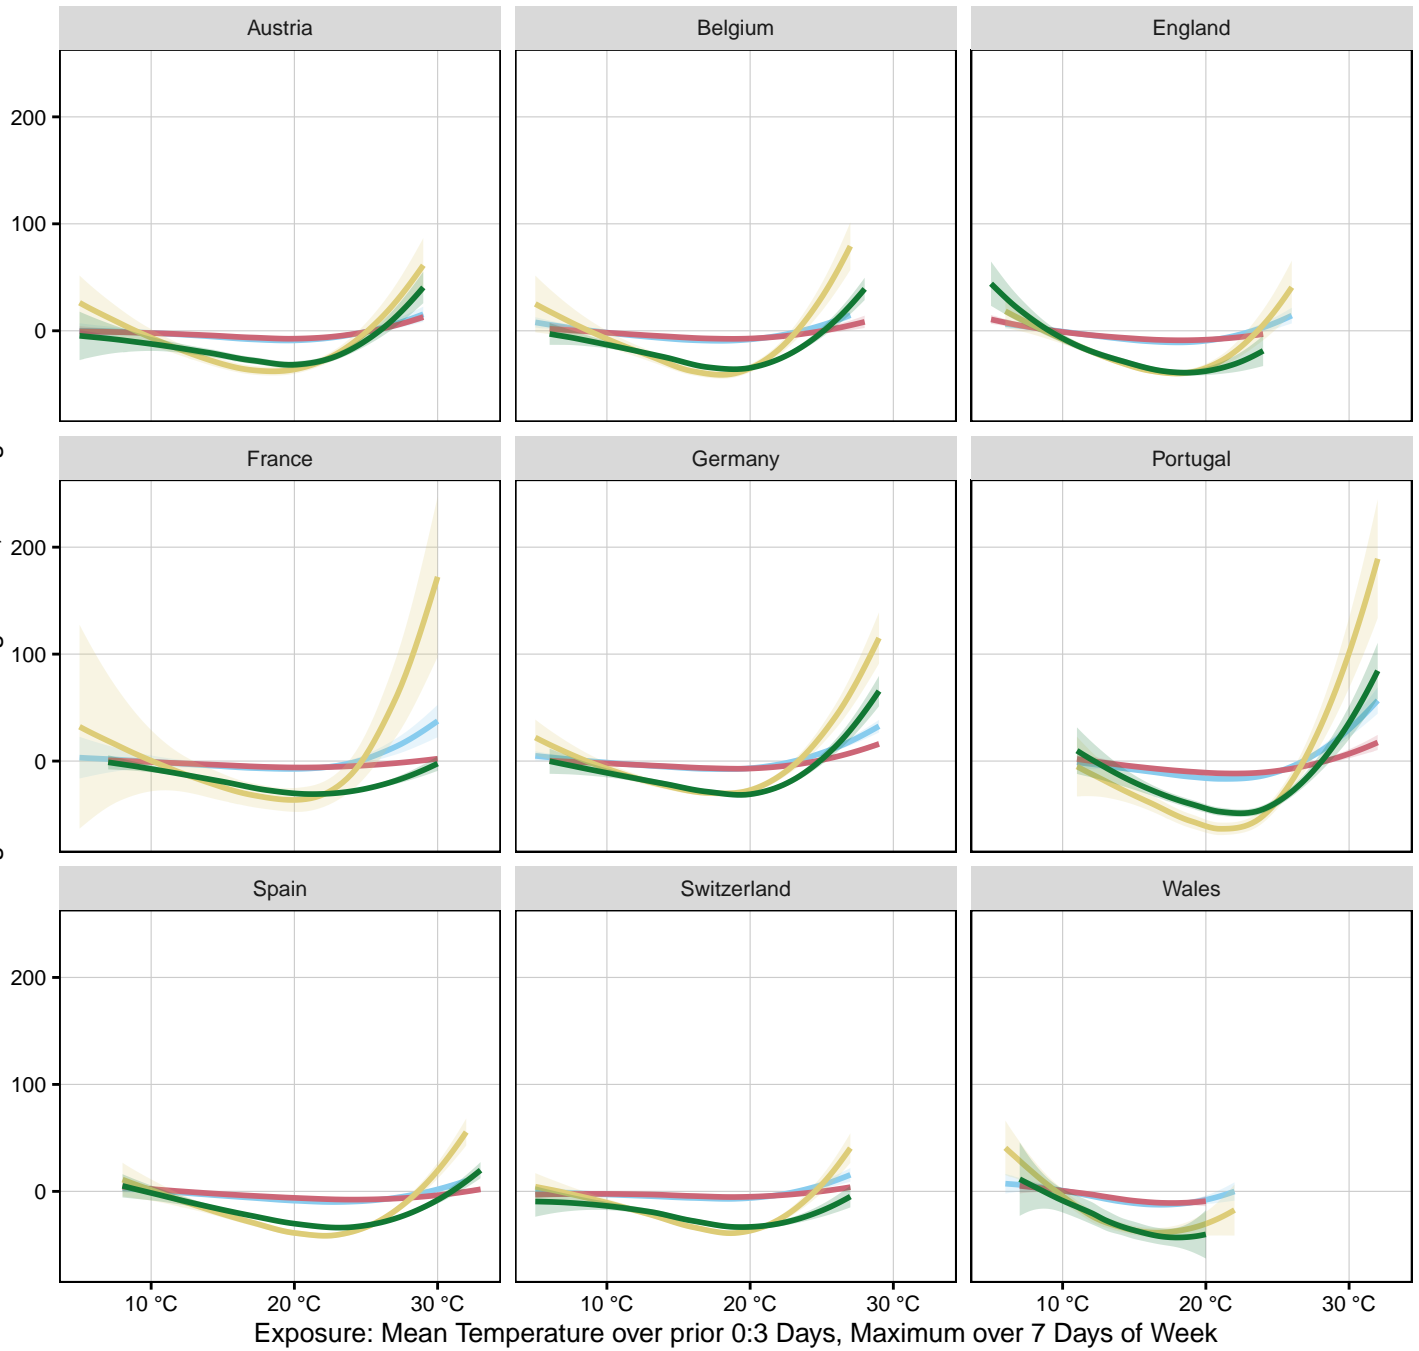 Austria Belgium England
200
100
0
France Germany Portugal
200
100
0
Spain Switzerland Wales
200
100
0
10 °C 20 °C 30 °C 10 °C 20 °C 30 °C 10 °C 20 °C 30 °C
Exposure: Mean Temperature over prior 0:3 Days, Maximum over 7 Days of Week